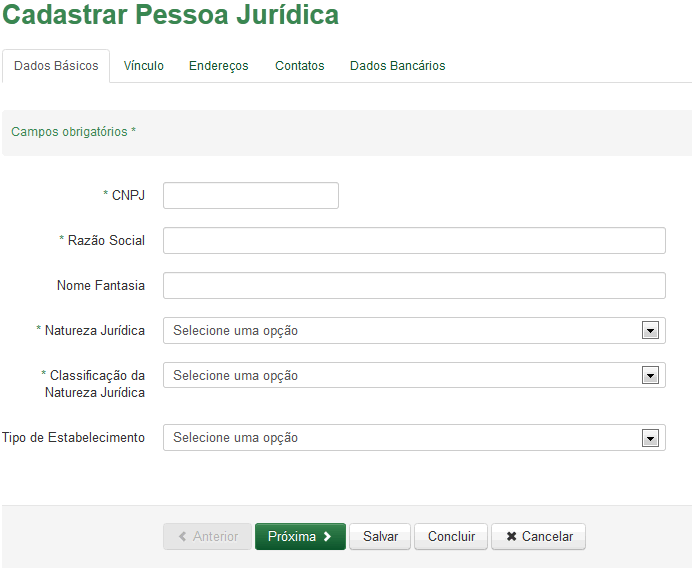 Cadastrar Pessoa Jurídica
Dados Básicos Vínculo Endereços Contatos Dados Bancários
Campos obrigatórios *
* CNPJ
* Razão Social
Nome Fantasia
* Natureza Jurídica Selecione uma opção
* Classificação da Selecione uma opção
Natureza Jurídica
Tipo de Estabelecimento Selecione uma opção
Anterior Próxima Salvar Concluir Cancelar